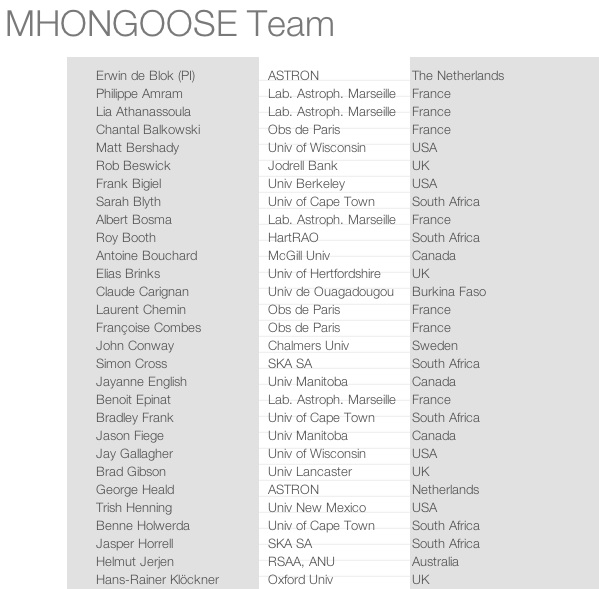 MHONGOOSE Team
Erwin de Blok (PI) ASTRON The Netherlands
Philippe Amram Lab. Astroph. Marseille France
Lia Athanassoula Lab. Astroph. Marseille France
Chantal Balkowski Obs de Paris France
Matt Bershady Univ of Wisconsin USA
Rob Beswick Jodrell Bank UK
Frank Bigiel Univ Berkeley USA
Sarah Blyth Univ of Cape Town South Africa
Albert Bosma Lab. Astroph. Marseille France
Roy Booth HartRAO South Africa
Antoine Bouchard McGill Univ Canada
Elias Brinks Univ of Hertfordshire UK
Claude Carignan Univ de Ouagadougou Burkina Faso
Laurent Chemin Obs de Paris France
Françoise Combes Obs de Paris France
John Conway Chalmers Univ Sweden
Simon Cross SKA SA South Africa
Jayanne English Univ Manitoba Canada
Benoit Epinat Lab. Astroph. Marseille France
Bradley Frank Univ of Cape Town South Africa
Jason Fiege Univ Manitoba Canada
Jay Gallagher Univ of Wisconsin USA
Brad Gibson Univ Lancaster UK
George Heald ASTRON Netherlands
Trish Henning Univ New Mexico USA
Benne Holwerda Univ of Cape Town South Africa
Jasper Horrell SKA SA South Africa
Helmut Jerjen RSAA, ANU Australia
Hans-Rainer Klöckner Oxford Univ UK